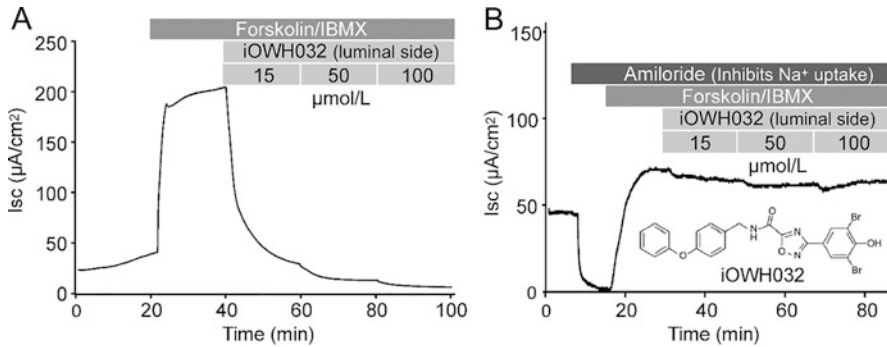 A
Forskolin/IBMX
iOWH032 (luminal side)
15 50 100
µmol/L
250
200
150
100
50
0
Isc (µA/cm2)
0 20 40 60 80 100
Time (min)
B
Amiloride (Inhibits Na⁺ uptake)
Forskolin/IBMX
iOWH032 (luminal side)
15 50 100
µmol/L
150
100
50
0
Isc (µA/cm²)
0 20 40 60 80
Time (min)
O
N
H
O
O
N
N
Br
OH
Br
iOWH032